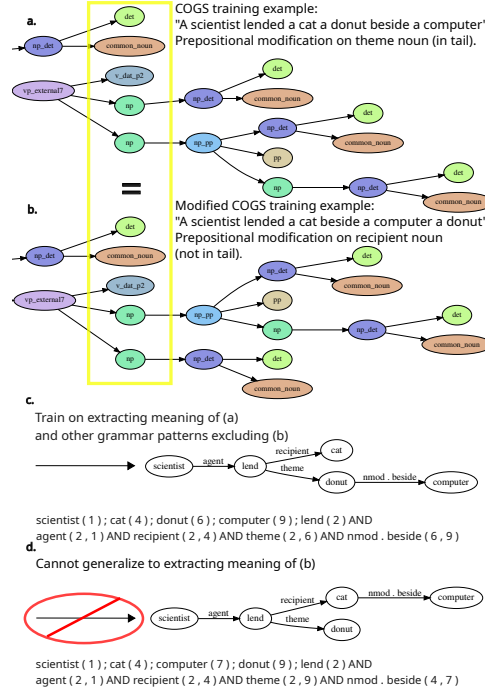 a.
COGS training example:
"A scientist lended a cat a donut beside a computer"
Prepositional modification on theme noun (in tail).
det
np_det
common_noun
v_dat_p2
vp_external7
det
np
np_det
common_noun
det
np_det
np
np_pp
common_noun
pp
det
np
np_det
common_noun
=
b.
Modified COGS training example:
"A scientist lended a cat beside a computer a donut"
Prepositional modification on recipient noun
(not in tail).
det
np_det
common_noun
det
np_det
v_dat_p2
common_noun
vp_external7
pp
np
np_pp
det
np
np_det
common_noun
np
np_det
det
common_noun
c.
Train on extracting meaning of (a)
and other grammar patterns excluding (b)
scientist
agent
lend
recipient
cat
theme
donut
nmod . beside
computer
scientist ( 1 ) ; cat ( 4 ) ; donut ( 6 ) ; computer ( 9 ) ; lend ( 2 ) AND
agent ( 2 , 1 ) AND recipient ( 2 , 4 ) AND theme ( 2 , 6 ) AND nmod . beside ( 6 , 9 )
d.
Cannot generalize to extracting meaning of (b)
scientist
agent
lend
recipient
cat
nmod . beside
computer
theme
donut
scientist ( 1 ) ; cat ( 4 ) ; computer ( 7 ) ; donut ( 9 ) ; lend ( 2 ) AND
agent ( 2 , 1 ) AND recipient ( 2 , 4 ) AND theme ( 2 , 9 ) AND nmod . beside ( 4 , 7 )